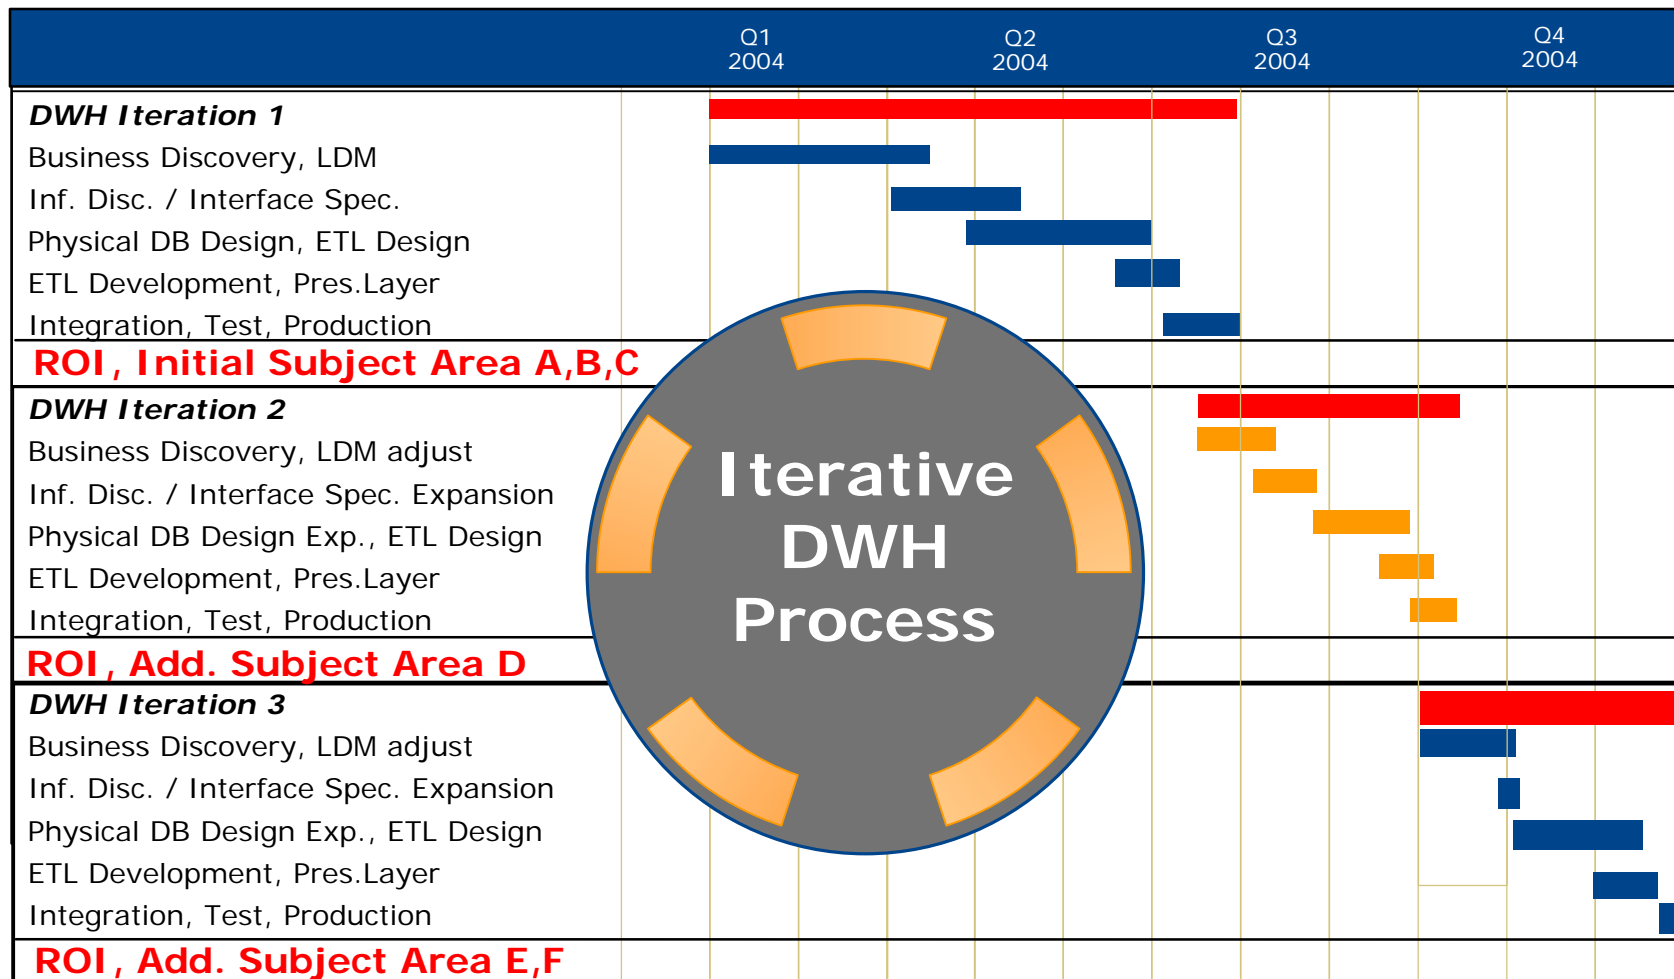 Q1
2004
Q2
2004
Q3
2004
Q4
2004
DWH Iteration 1
Business Discovery, LDM
Inf. Disc. / Interface Spec.
Physical DB Design, ETL Design
ETL Development, Pres.Layer
Integration, Test, Production
ROI, Initial Subject Area A,B,C
DWH Iteration 2
Business Discovery, LDM adjust
Inf. Disc. / Interface Spec. Expansion
Physical DB Design Exp., ETL Design
ETL Development, Pres.Layer
Integration, Test, Production
ROI, Add. Subject Area D
DWH Iteration 3
Business Discovery, LDM adjust
Inf. Disc. / Interface Spec. Expansion
Physical DB Design Exp., ETL Design
ETL Development, Pres.Layer
Integration, Test, Production
ROI, Add. Subject Area E,F
Iterative
DWH
Process